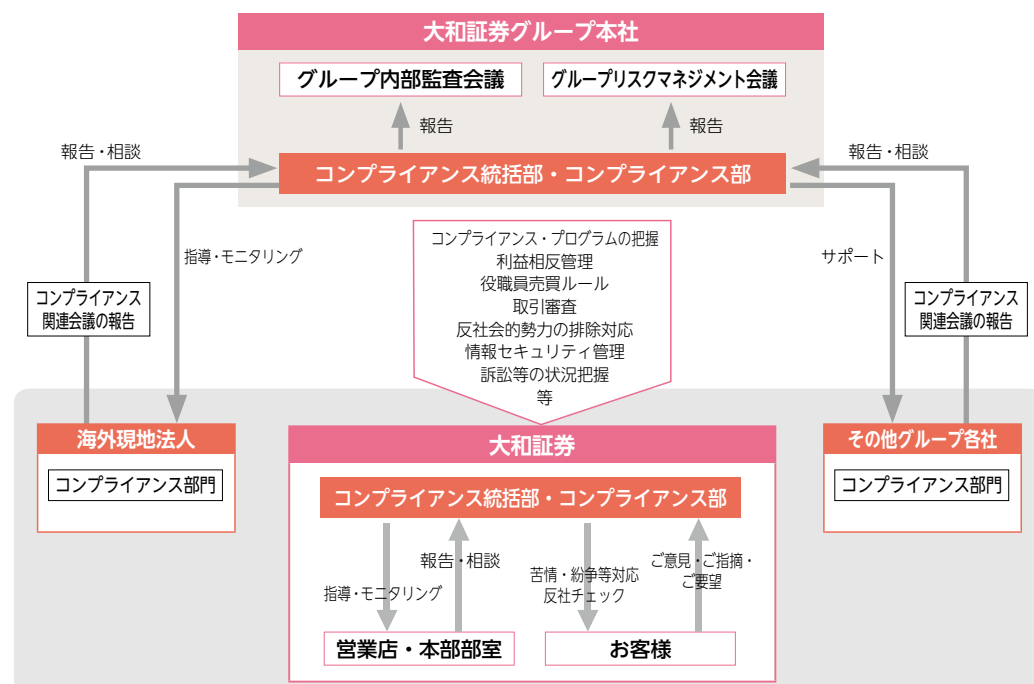 大和証券グループ本社
グループ内部監査会議
グループリスクマネジメント会議
報告
報告
報告・相談
報告・相談
コンプライアンス統括部・コンプライアンス部
指導・モニタリング
サポート
コンプライアンス・プログラムの把握
利益相反管理
役職員売買ルール
取引審査
反社会的勢力の排除対応
情報セキュリティ管理
訴訟等の状況把握
等
コンプライアンス
関連会議の報告
コンプライアンス
関連会議の報告
海外現地法人
コンプライアンス部門
大和証券
コンプライアンス統括部・コンプライアンス部
指導・モニタリング
報告・相談
苦情・紛争等対応
反社チェック
ご意見・ご指摘・
ご要望
営業店・本部部室
お客様
その他グループ各社
コンプライアンス部門